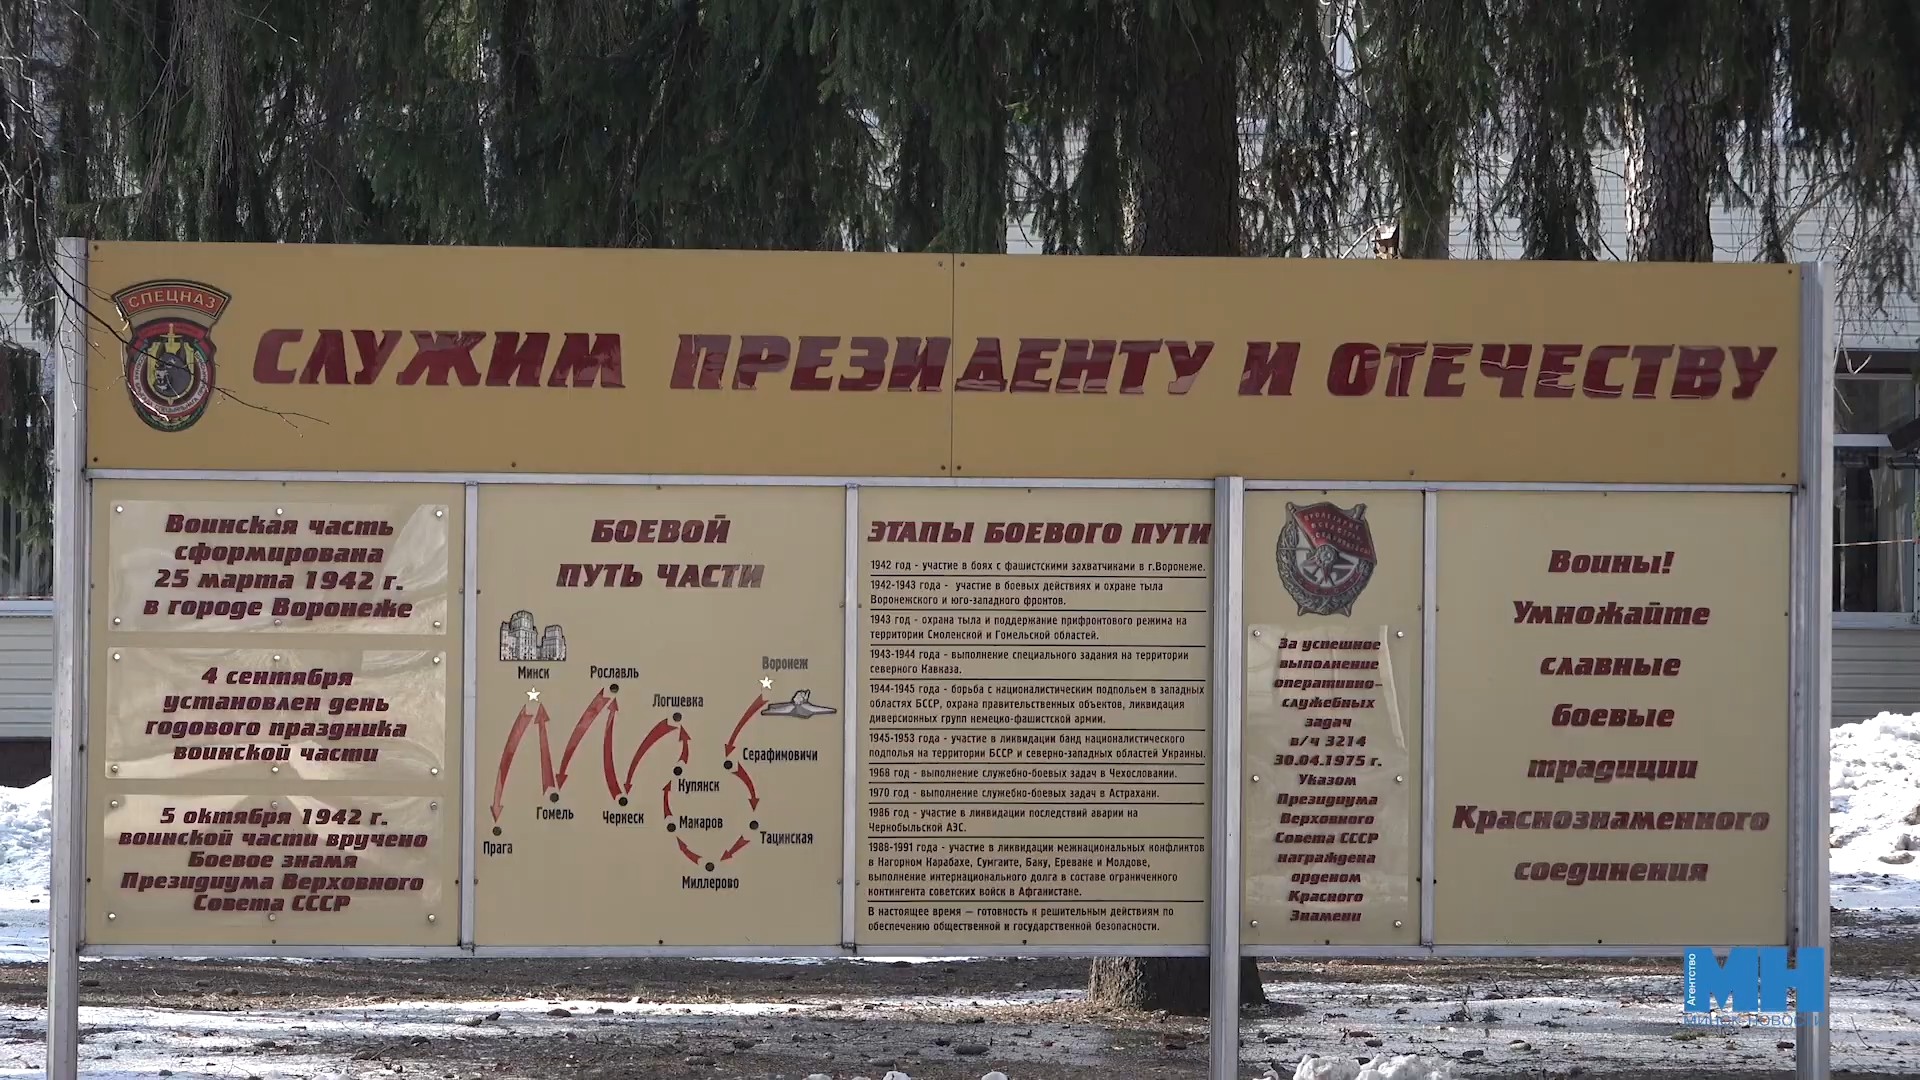 СПЕЦНАЗ
СЛУЖИМ ПРЕЗИДЕНТУ И ОТЕЧЕСТВУ
Воинская часть
сформирована
25 марта 1942 г.
в городе Воронеже
4 сентября
установлен день
годового праздника
воинской части
5 октября 1942 г.
воинской части вручено
Боевое знамя
Президиума Верховного
Совета СССР
БОЕВОЙ
ПУТЬ ЧАСТИ
Минск
Рославль
Воронеж
Логшевка
Серафимовичи
Купянск
Гомель
Черкеск
Макаров
Тацинская
Прага
Миллерово
ЭТАПЫ БОЕВОГО ПУТИ
1942 год - участие в боях с фашистскими захватчиками в г.Воронеже.
1942-1943 года - участие в боевых действиях и охране тыла
Воронежского и юго-западного фронтов.
1943 год - охрана тыла и поддержание прифронтового режима на
территории Смоленской и Гомельской областей.
1943-1944 года - выполнение специального задания на территории
северного Кавказа.
1944-1945 года - борьба с националистическим подпольем в западных
областях БССР, охрана правительственных объектов, ликвидация
диверсионных групп немецко-фашистской армии.
1945-1953 года - участие в ликвидации банд националистического
подполья на территории БССР и северно-западных областей Украины.
1968 год - выполнение служебно-боевых задач в Чехословакии.
1970 год - выполнение служебно-боевых задач в Астрахани.
1986 год - участие в ликвидации последствий аварии на
Чернобыльской АЭС.
1988-1991 года - участие в ликвидации межнациональных конфликтов
в Нагорном Карабахе, Сумгаите, Баку, Ереване и Молдове,
выполнение интернационального долга в составе ограниченного
контингента советских войск в Афганистане.
В настоящее время — готовность к решительным действиям по
обеспечению общественной и государственной безопасности.
За успешное
выполнение
оперативно-
служебных
задач
в/ч 3214
30.04.1975 г.
Указом
Президиума
Верховного
Совета СССР
награждена
орденом
Красного
Знамени
Воины!
Умножайте
славные
боевые
традиции
Краснознаменного
соединения
Агентство
МН
МИНСК-НОВОСТИ